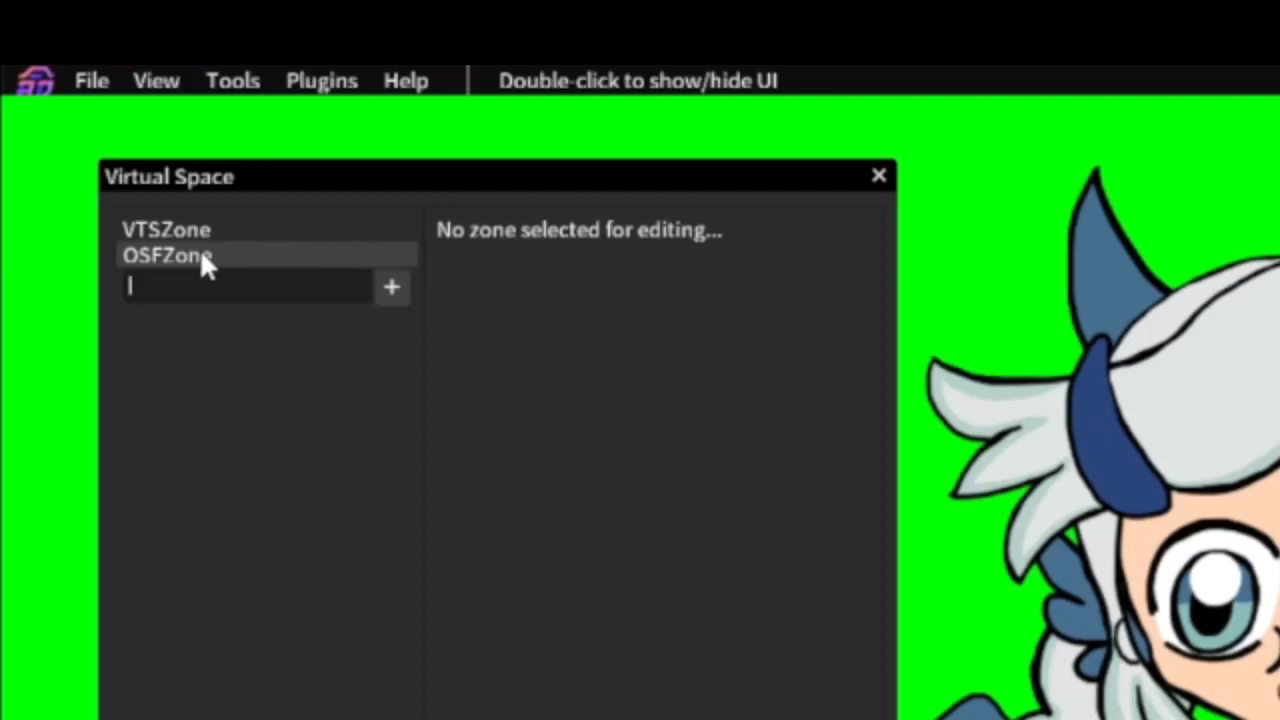 File View Tools Plugins Help Double-click to show/hide UI
Virtual Space ×
VTSZone
No zone selected for editing...
OSFZone
+